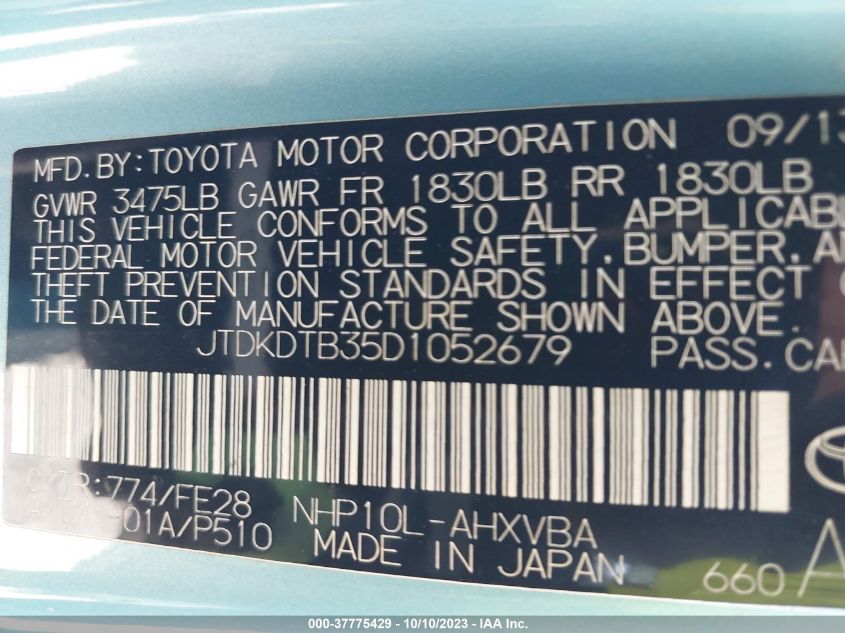 MFD. BY: TOYOTA MOTOR CORPORATION 09/13
GVWR 3475LB GAWR FR 1830LB RR 1830LB
THIS VEHICLE CONFORMS TO ALL APPLICAB
FEDERAL MOTOR VEHICLE SAFETY, BUMPER, A
THEFT PREVENTION STANDARDS IN EFFECT
THE DATE OF MANUFACTURE SHOWN ABOVE.
JTDKDTB35D1052679 PASS. CA
C/TR:774/FE28 NHP10L-AHXVBA
01A/P510 MADE IN JAPAN 660 A
000-37775429 - 10/10/2023 - IAA Inc.